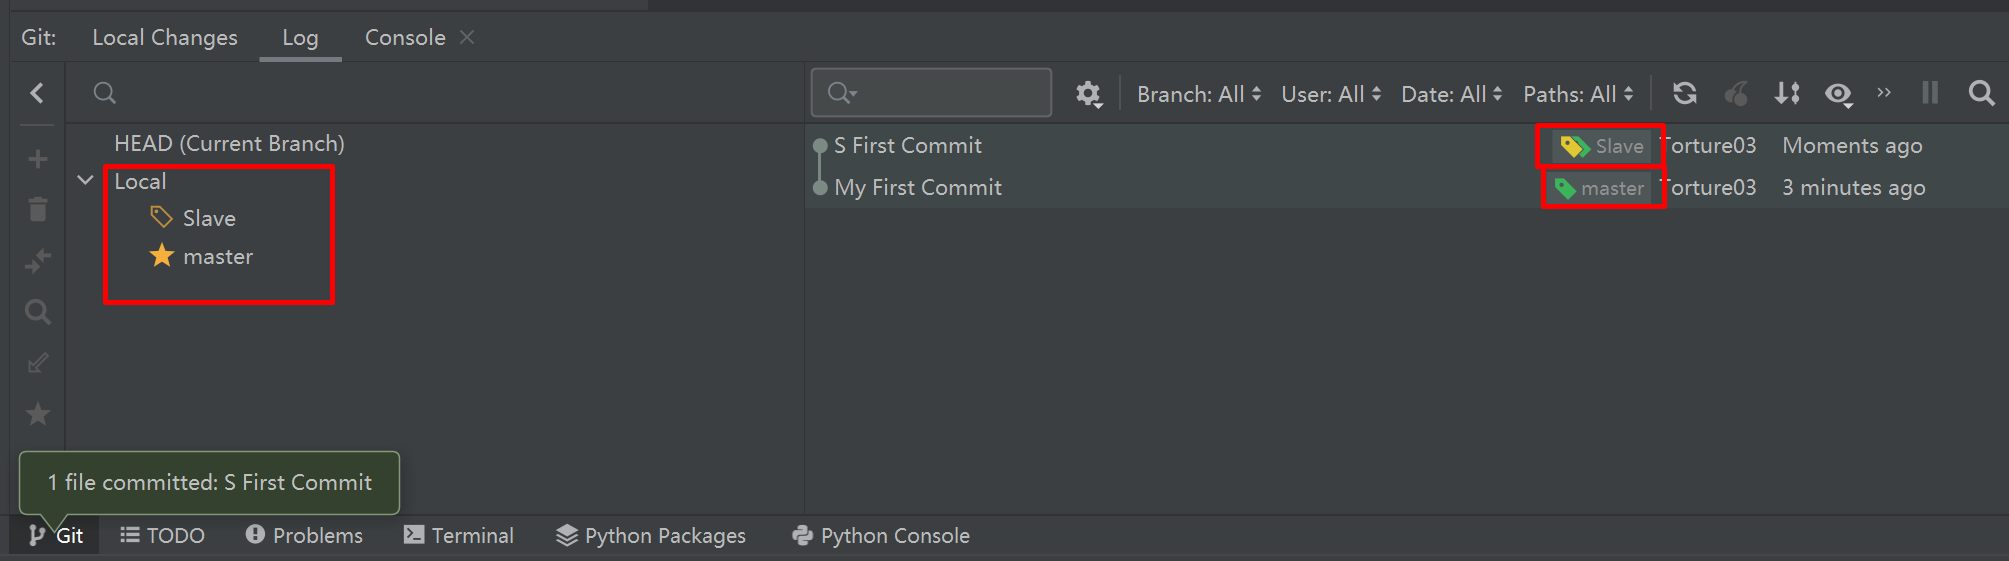 Git: Local Changes Log Console
Branch: All User: All Date: All Paths: All
HEAD (Current Branch)
Local
Slave
master
S First Commit Slave Torture03 Moments ago
My First Commit master Torture03 3 minutes ago
1 file committed: S First Commit
Git TODO Problems Terminal Python Packages Python Console